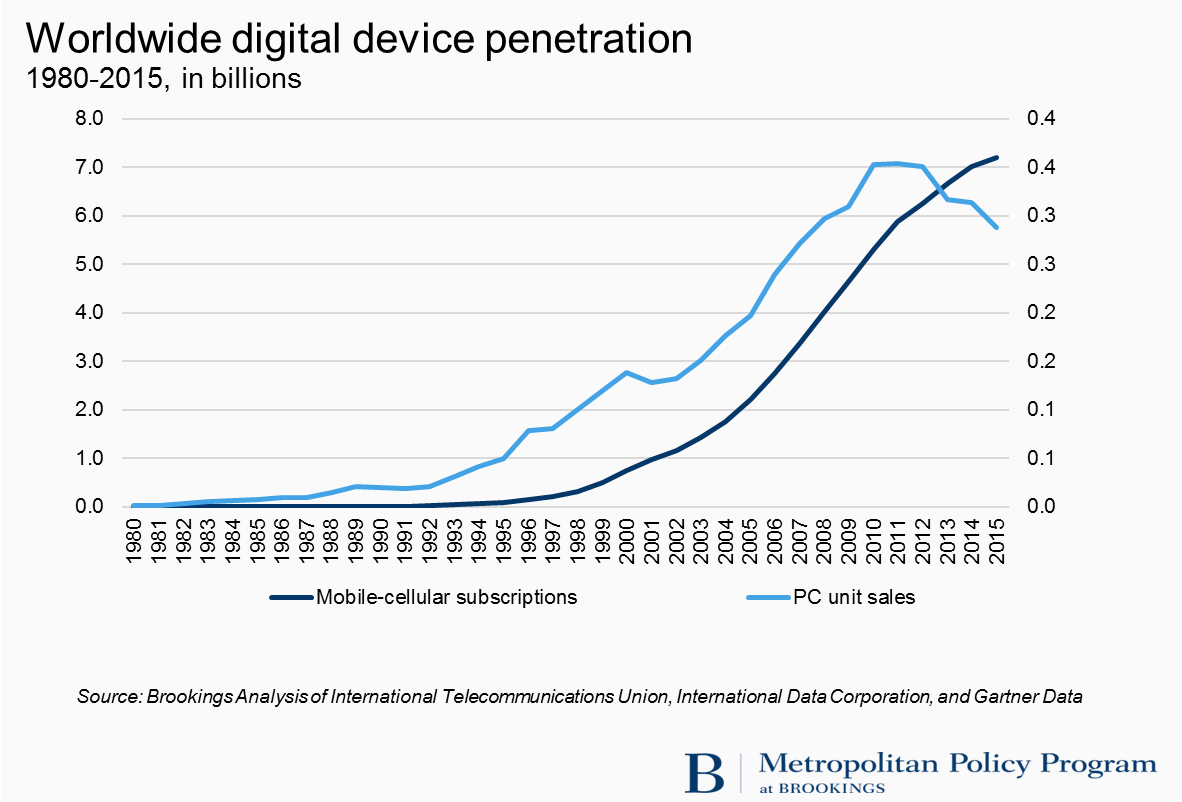 Worldwide digital device penetration
1980-2015, in billions
8.0 0.4
7.0 0.4
6.0 0.3
5.0 0.3
4.0 0.2
3.0 0.2
2.0 0.1
1.0 0.1
0.0 0.0
1980 1981 1982 1983 1984 1985 1986 1987 1988 1989 1990 1991 1992 1993 1994 1995 1996 1997 1998 1999 2000 2001 2002 2003 2004 2005 2006 2007 2008 2009 2010 2011 2012 2013 2014 2015
Mobile-cellular subscriptions PC unit sales
Source: Brookings Analysis of International Telecommunications Union, International Data Corporation, and Gartner Data
B Metropolitan Policy Program
at BROOKINGS